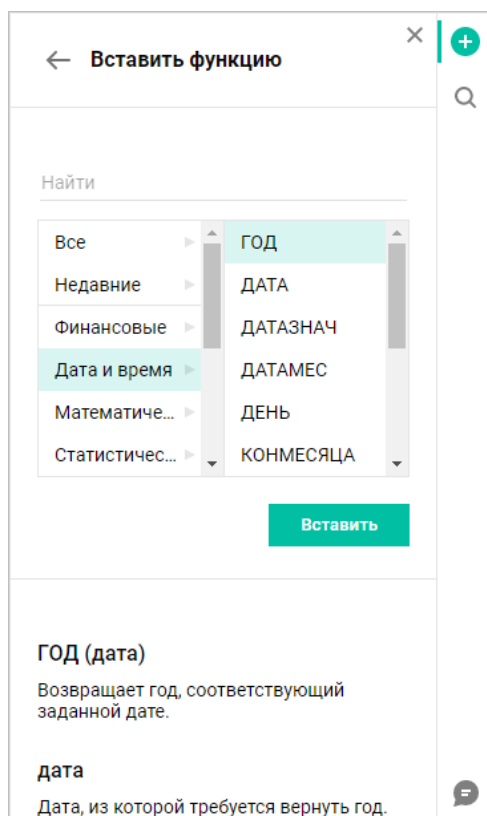 Вставить функцию
Найти
Все
Недавние
Финансовые
Дата и время
Математиче...
Статистичес...
ГОД
ДАТА
ДАТАЗНАЧ
ДАТАМЕС
ДЕНЬ
КОНМЕСЯЦА
Вставить
ГОД (дата)
Возвращает год, соответствующий
заданной дате.
дата
Дата, из которой требуется вернуть год.